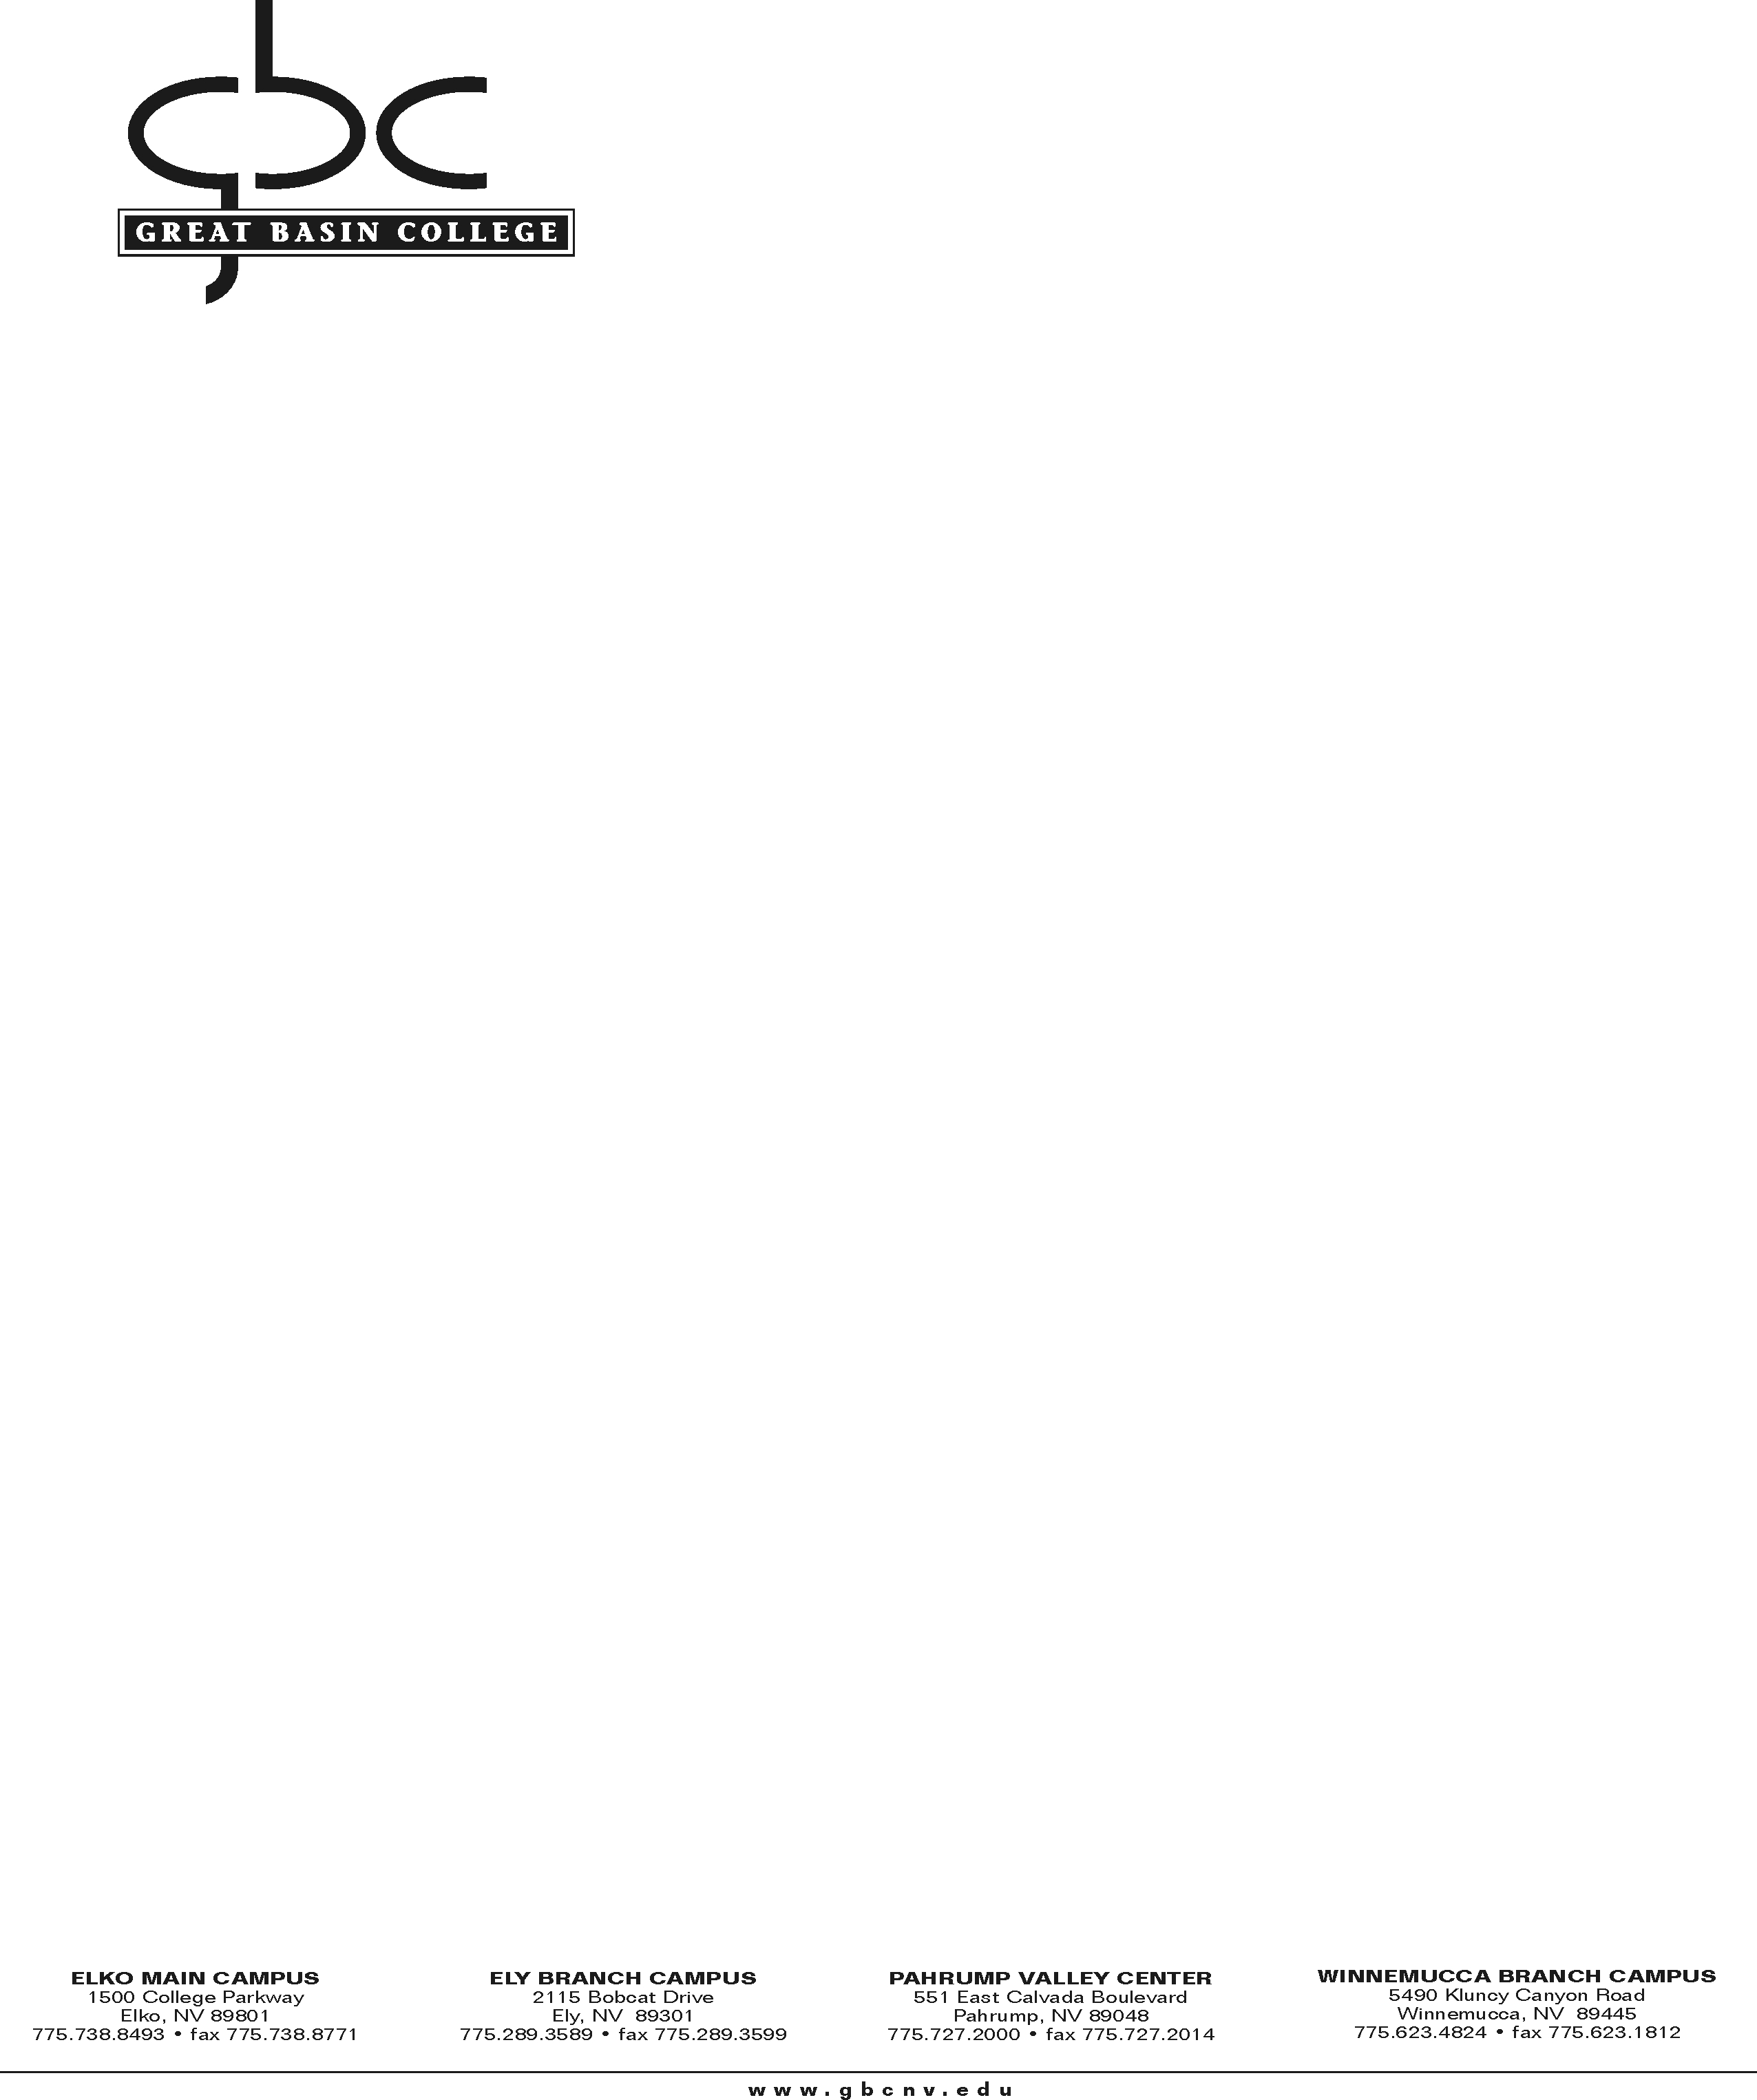 gbc
GREAT BASIN COLLEGE
ELKO MAIN CAMPUS
1500 College Parkway
Elko, NV 89801
775.738.8493 • fax 775.738.8771
ELY BRANCH CAMPUS
2115 Bobcat Drive
Ely, NV  89301
775.289.3589 • fax 775.289.3599
PAHRUMP VALLEY CENTER
551 East Calvada Boulevard
Pahrump, NV 89048
775.727.2000 • fax 775.727.2014
WINNEMUCCA BRANCH CAMPUS
5490 Kluncy Canyon Road
Winnemucca, NV  89445
775.623.4824 • fax 775.623.1812
www.gbcnv.edu